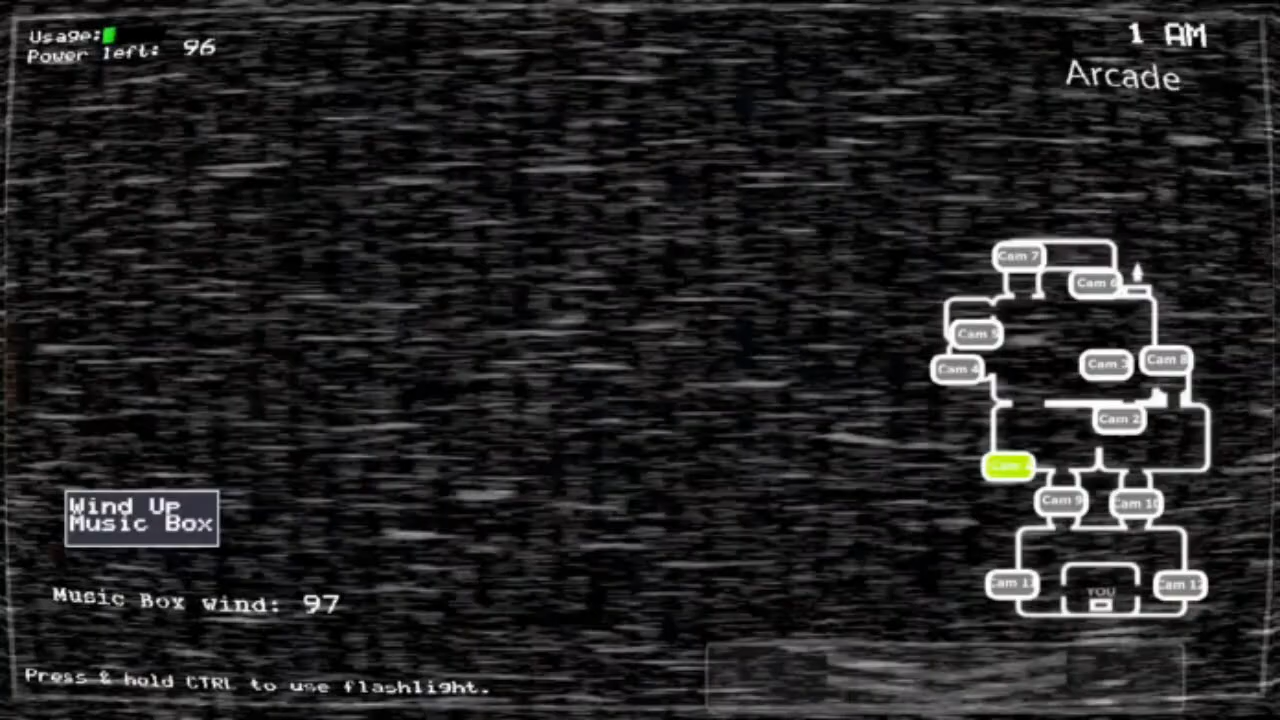 Usage:
Power left: 96
1 AM
Arcade
Cam 7
Cam 6
Cam 5
Cam 4
Cam 3
Cam 8
Cam 2
Cam
Cam 9
Cam 10
Cam 11
Cam 12
YOU
Wind Up
Music Box
Music Box Wind: 97
Press & hold CTRL to use flashlight.